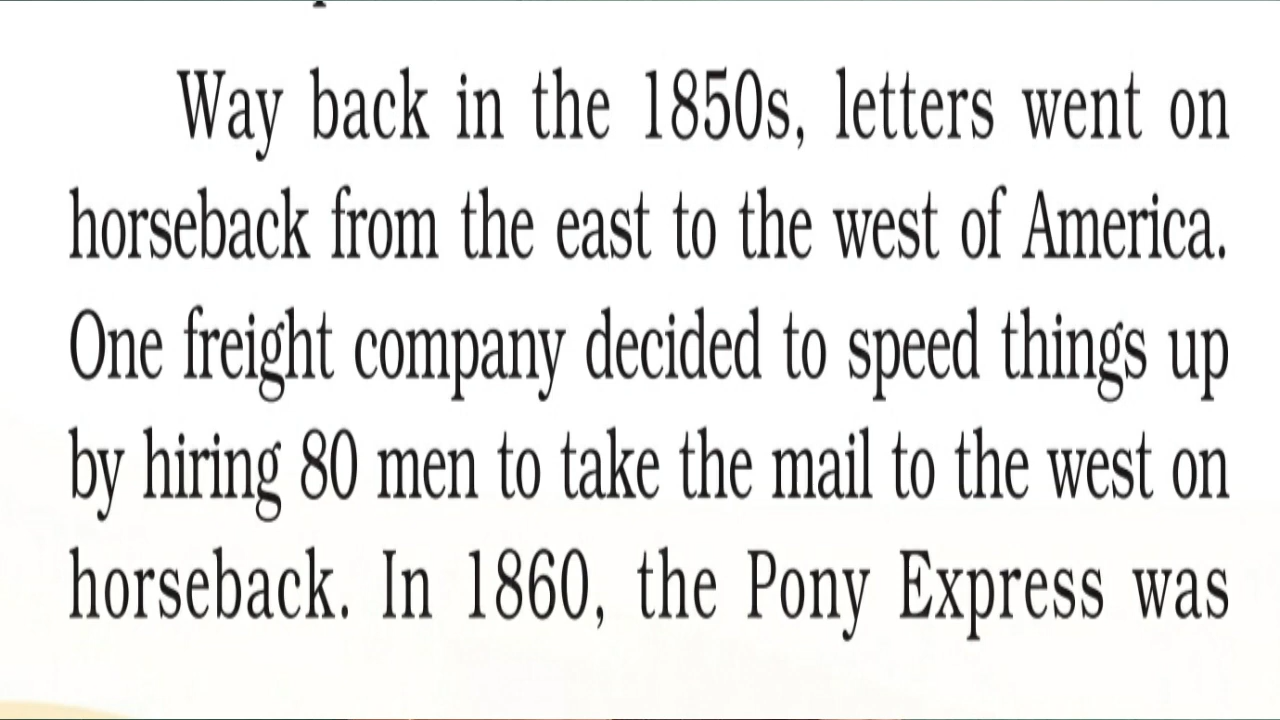 Way back in the 1850s, letters went on
horseback from the east to the west of America.
One freight company decided to speed things up
by hiring 80 men to take the mail to the west on
horseback. In 1860, the Pony Express was